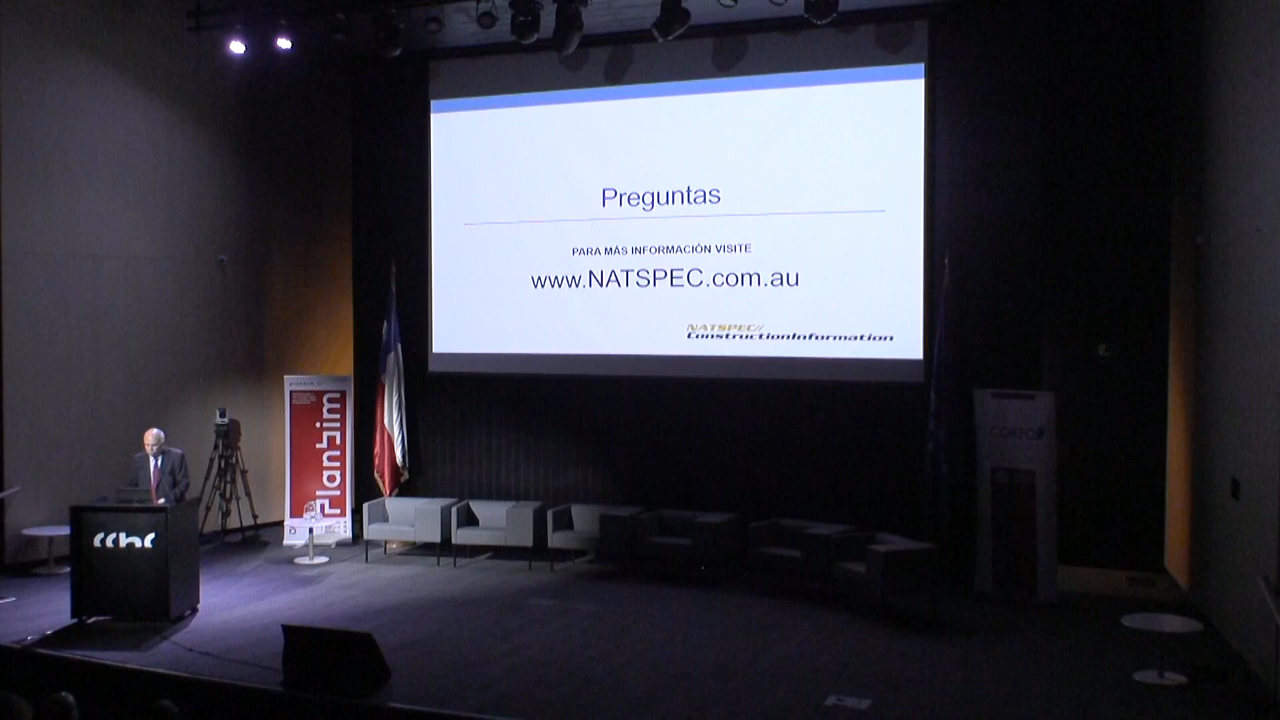 Preguntas
PARA MÁS INFORMACIÓN VISITE
www.NATSPEC.com.au
NATSPEC//
ConstructionInformation
Planbim
cchc
CORFO